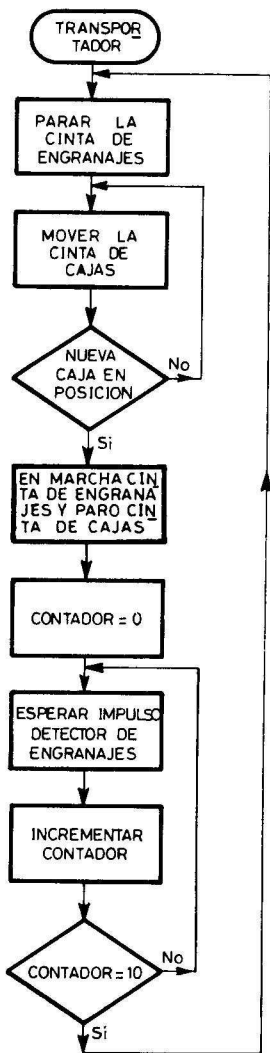 TRANSPOR
TADOR
PARAR LA
CINTA DE
ENGRANAJES
MOVER LA
CINTA DE
CAJAS
NUEVA
CAJA EN
POSICION
No
Sí
EN MARCHA CIN
TA DE ENGRANA
JES Y PARO CIN
TA DE CAJAS
CONTADOR = 0
ESPERAR IMPULSO
DETECTOR DE
ENGRANAJES
INCREMENTAR
CONTADOR
CONTADOR = 10
No
Sí